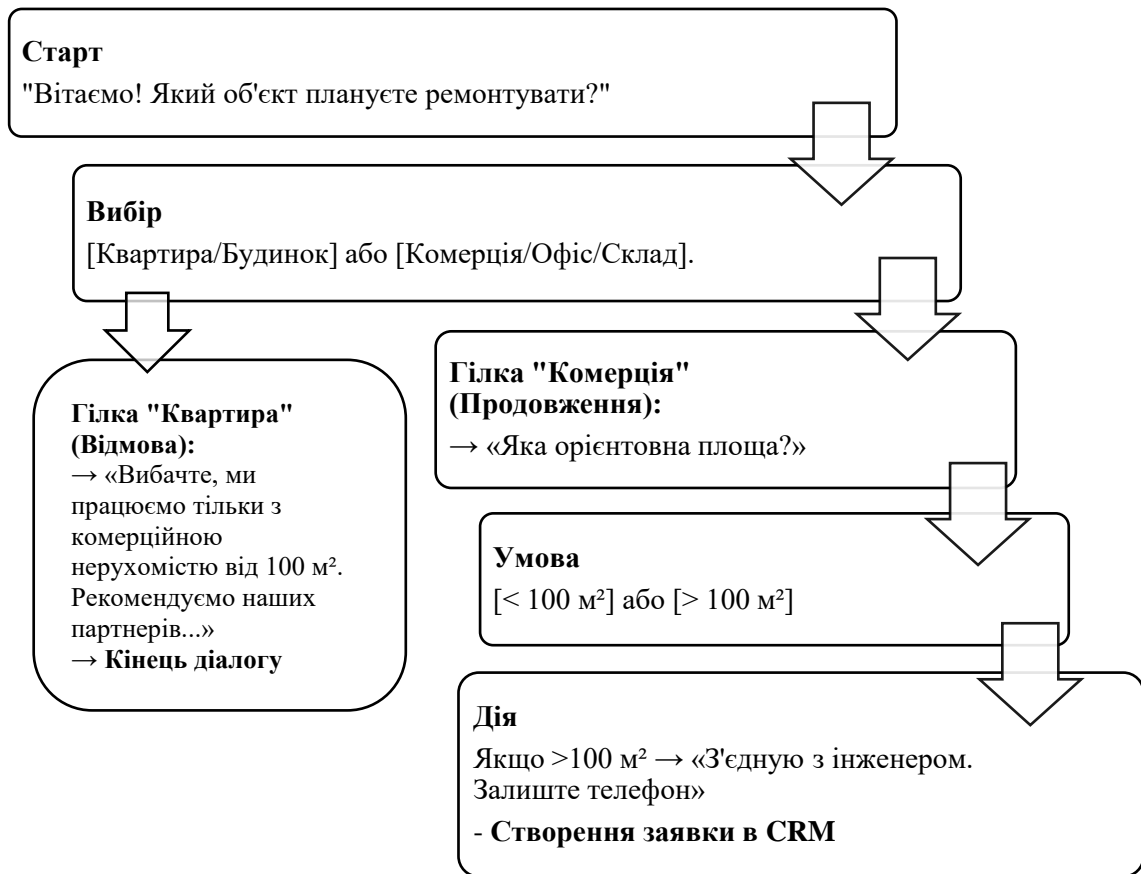 Старт
"Вітаємо! Який об'єкт плануєте ремонтувати?"
Вибір
[Квартира/Будинок] або [Комерція/Офіс/Склад].
Гілка "Квартира"
(Відмова):
→ «Вибачте, ми
працюємо тільки з
комерційною
нерухомістю від 100 м².
Рекомендуємо наших
партнерів...»
→ Кінець діалогу
Гілка "Комерція"
(Продовження):
→ «Яка орієнтовна площа?»
Умова
[< 100 м²] або [> 100 м²]
Дія
Якщо >100 м² → «З'єдную з інженером.
Залиште телефон»
- Створення заявки в CRM